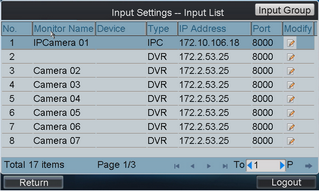 Input Settings -- Input List
Input Group
No. Monitor Name Device Type IP Address Port Modify
1 IPCamera 01 IPC 172.10.106.18 8000
2 DVR 172.2.53.25 8000
3 Camera 02 DVR 172.2.53.25 8000
4 Camera 03 DVR 172.2.53.25 8000
5 Camera 04 DVR 172.2.53.25 8000
6 Camera 05 DVR 172.2.53.25 8000
7 Camera 06 DVR 172.2.53.25 8000
8 Camera 07 DVR 172.2.53.25 8000
Total 17 items Page 1/3 To 1 P
Return Logout